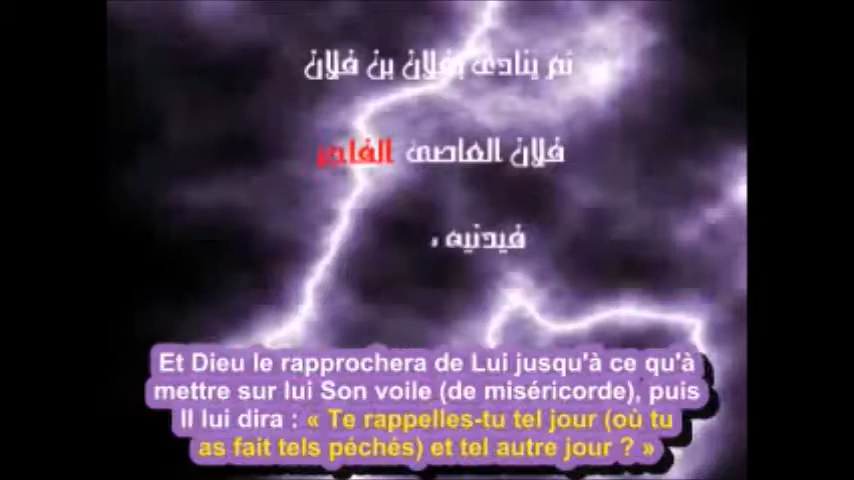 ثم ينادى بفلان بن فلان
فلان العاصى الفاجر
فيدنيه ،
Et Dieu le rapprochera de Lui jusqu'à ce qu'à
mettre sur lui Son voile (de miséricorde), puis
Il lui dira : « Te rappelles-tu tel jour (où tu
as fait tels péchés) et tel autre jour ? »